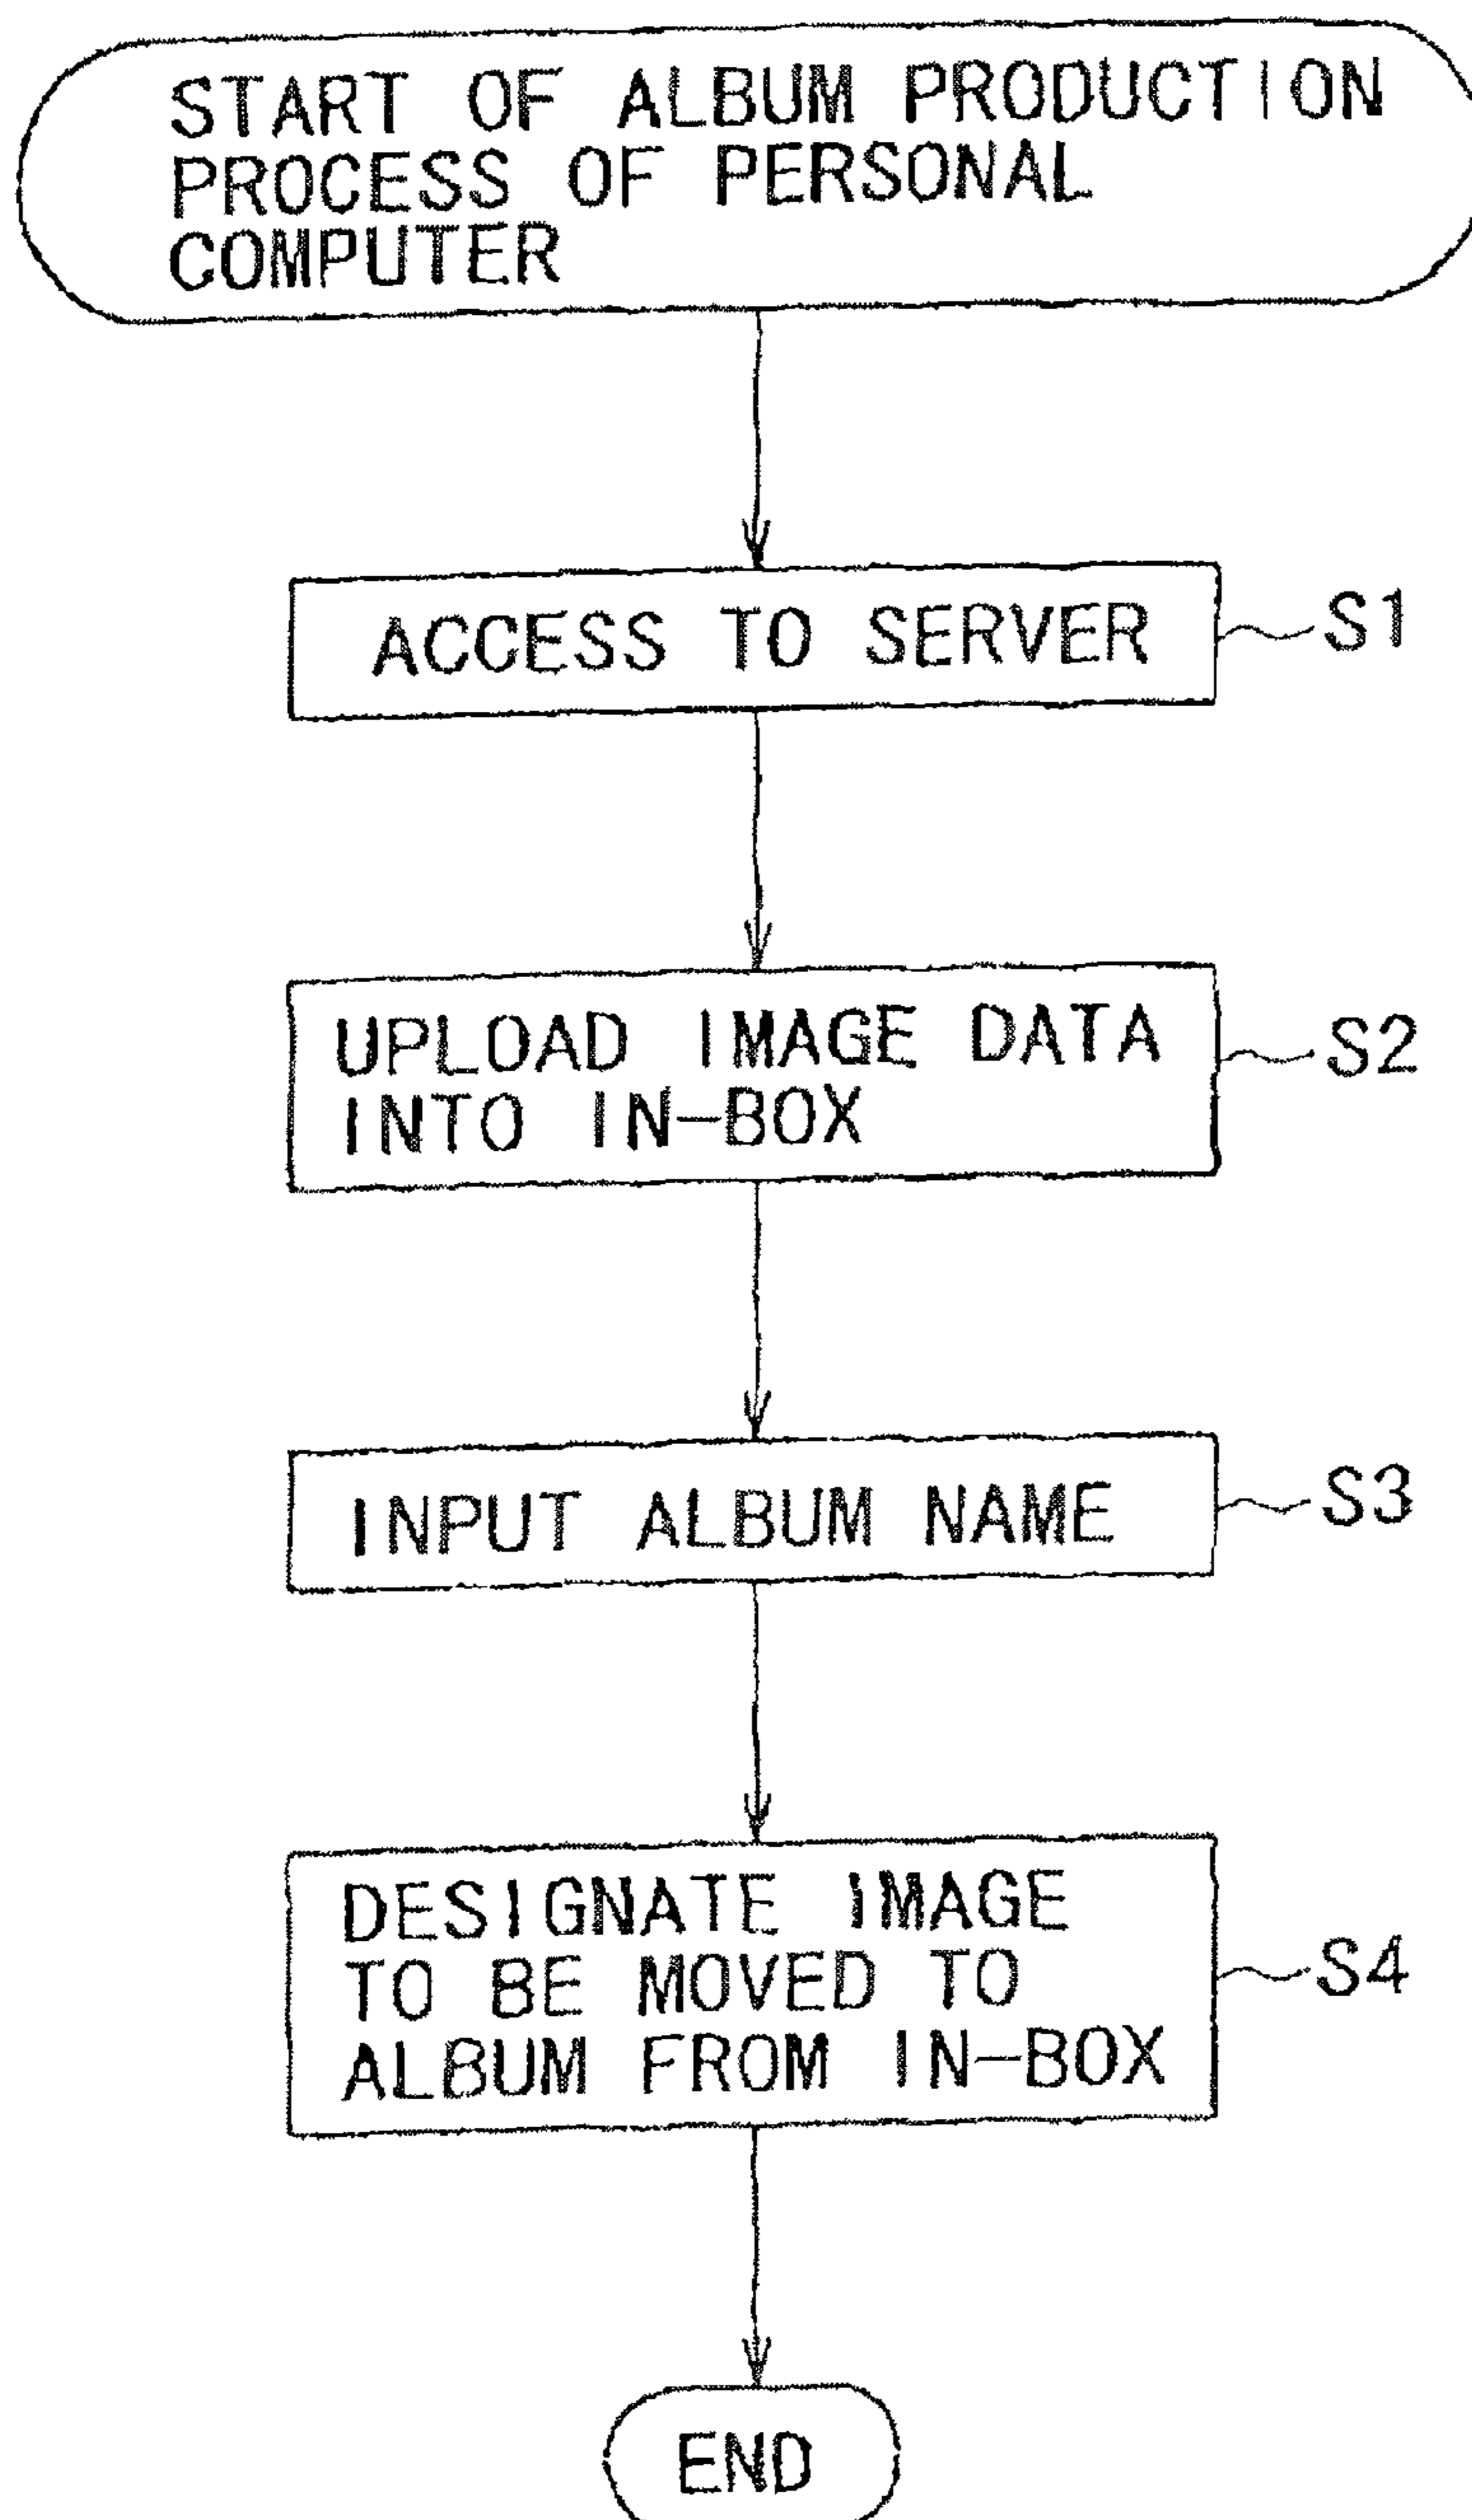 START OF ALBUM PRODUCTION
PROCESS OF PERSONAL
COMPUTER
ACCESS TO SERVER
S1
UPLOAD IMAGE DATA
INTO IN-BOX
S2
INPUT ALBUM NAME
S3
DESIGNATE IMAGE
TO BE MOVED TO
ALBUM FROM IN-BOX
S4
END